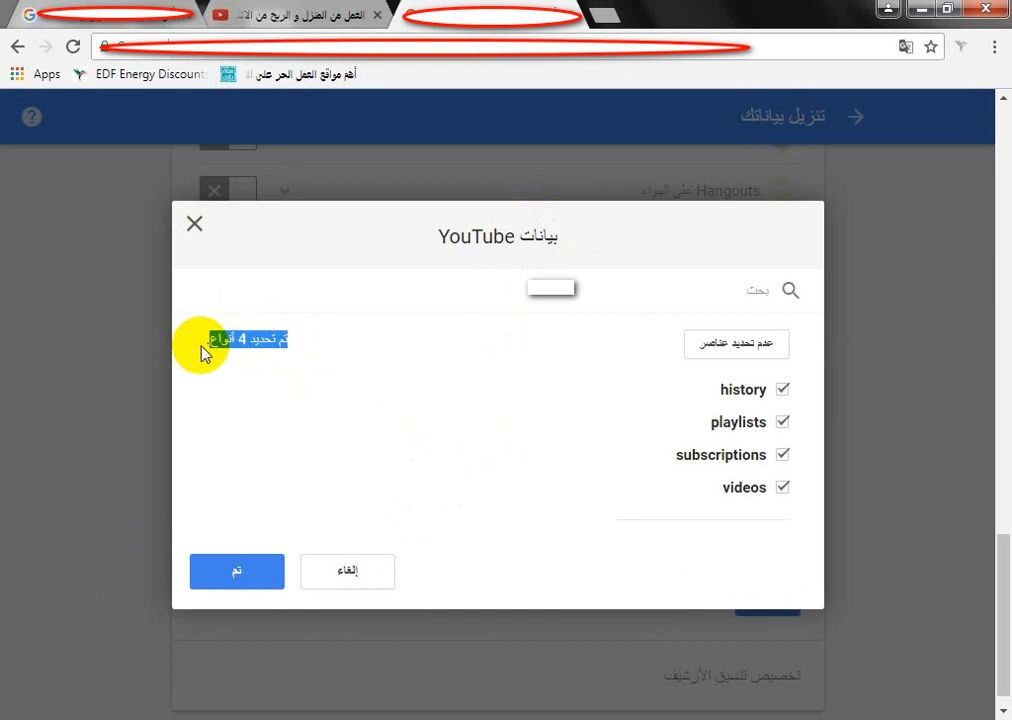 العمل من المنزل و الربح من الانت
Apps
EDF Energy Discount
أهم مواقع العمل الحر على الا
تنزيل بياناتك
Hangouts على الهواء
بيانات YouTube
بحث
عدم تحديد عناصر
تم تحديد 4 أنواع.
history
playlists
subscriptions
videos
إلغاء
تم
تخصيص تنسيق الأرشيف